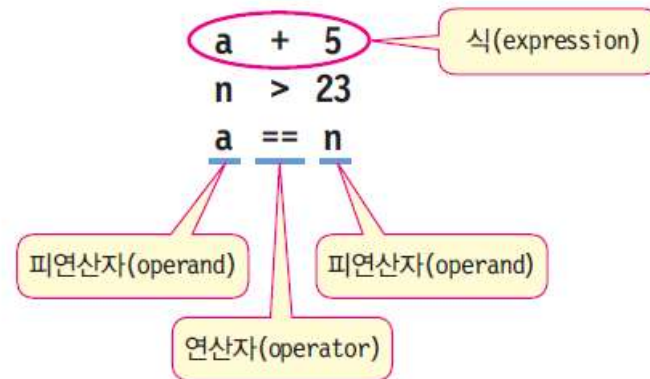 a + 5
식(expression)
n > 23
a == n
피연산자(operand)
피연산자(operand)
연산자(operator)